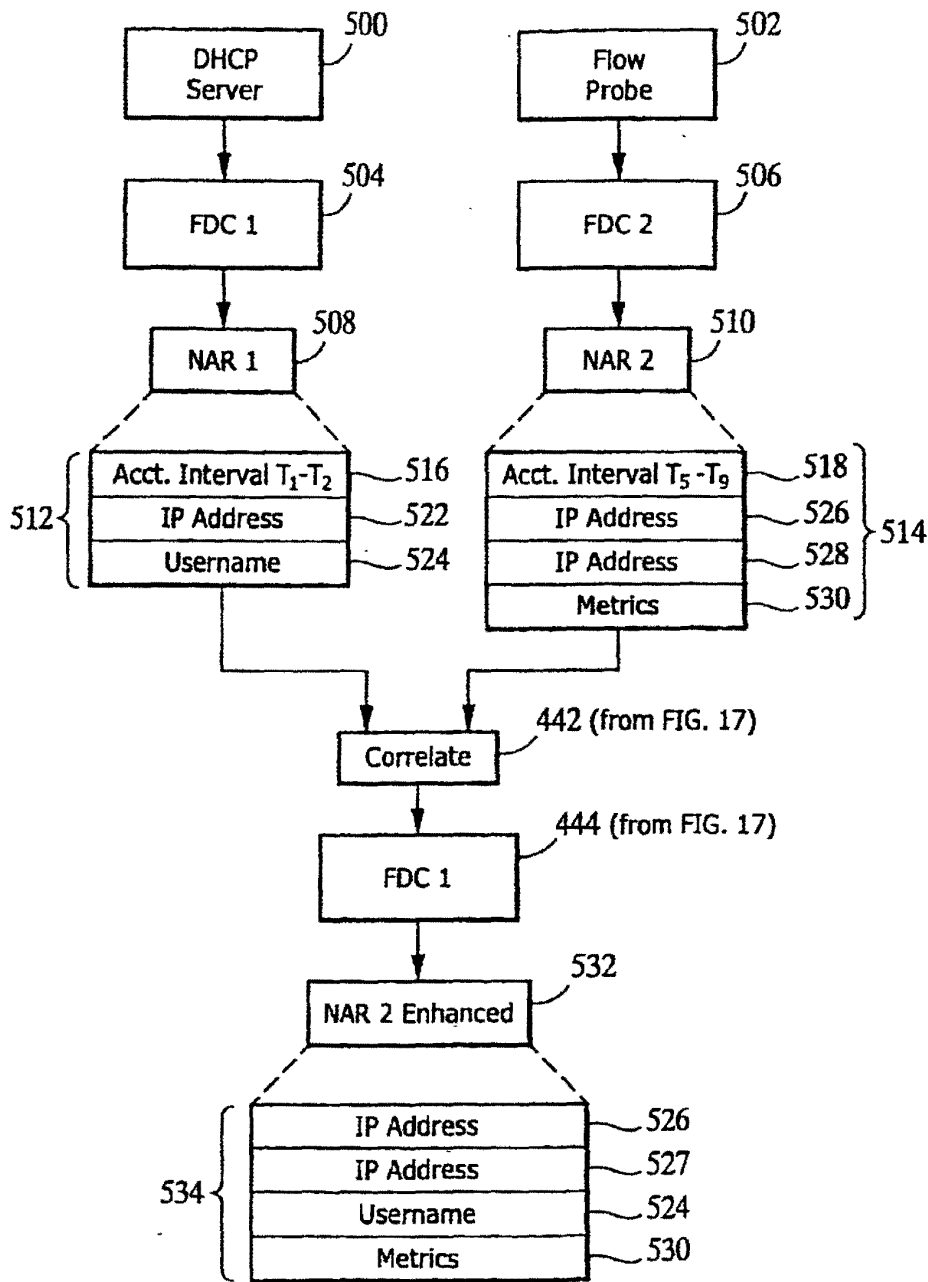 500
502
DHCP
Server
Flow
Probe
504
506
FDC 1
FDC 2
508
510
NAR 1
NAR 2
Acct. Interval T₁-T₂
516
Acct. Interval T₅-T₉
518
512
IP Address
522
IP Address
526
514
Username
524
IP Address
528
Metrics
530
442 (from FIG. 17)
Correlate
444 (from FIG. 17)
FDC 1
532
NAR 2 Enhanced
IP Address
526
IP Address
527
534
Username
524
Metrics
530